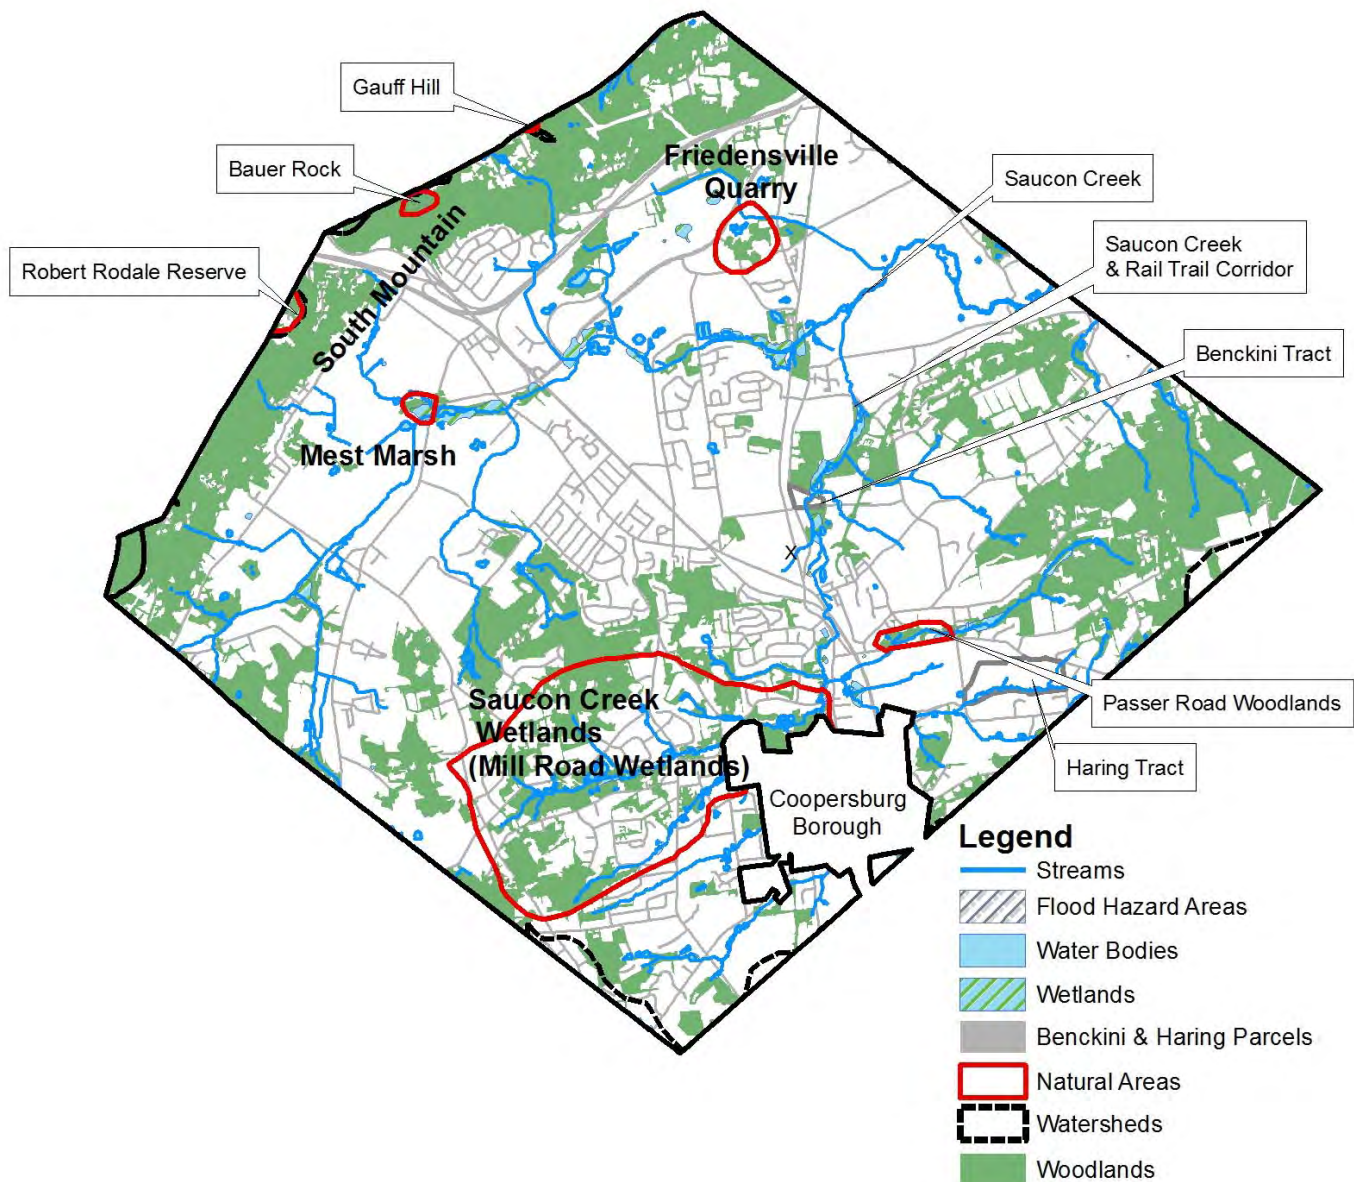 Gauff Hill
Friedensville
Quarry
Bauer Rock
Saucon Creek
Saucon Creek
& Rail Trail Corridor
Robert Rodale Reserve
South Mountain
Benckini Tract
Mest Marsh
X
Saucon Creek
Wetlands
(Mill Road Wetlands)
Passer Road Woodlands
Haring Tract
Coopersburg
Borough
Legend
Streams
Flood Hazard Areas
Water Bodies
Wetlands
Benckini & Haring Parcels
Natural Areas
Watersheds
Woodlands